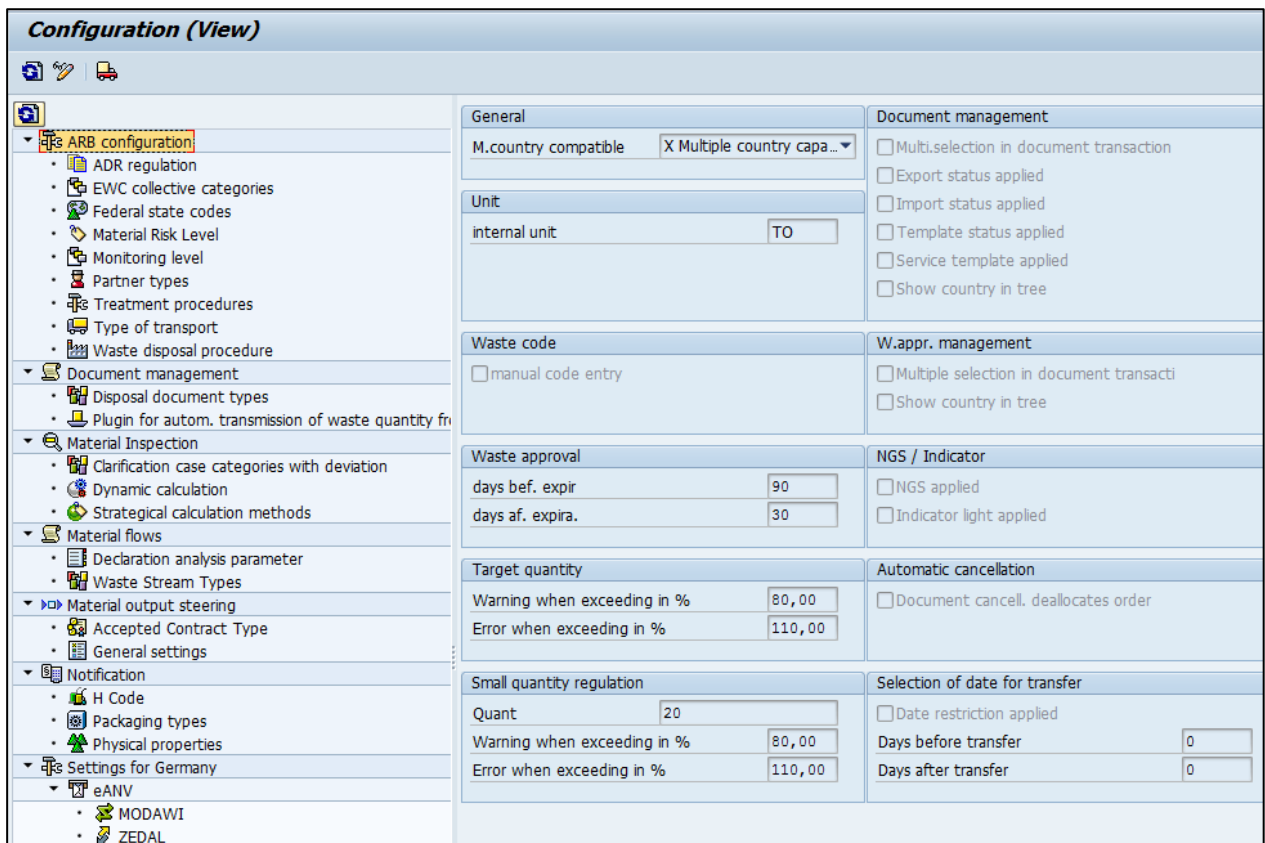 Configuration (View)
ARB configuration
ADR regulation
EWC collective categories
Federal state codes
Material Risk Level
Monitoring level
Partner types
Treatment procedures
Type of transport
Waste disposal procedure
Document management
Disposal document types
Plugin for autom. transmission of waste quantity fr
Material Inspection
Clarification case categories with deviation
Dynamic calculation
Strategical calculation methods
Material flows
Declaration analysis parameter
Waste Stream Types
Material output steering
Accepted Contract Type
General settings
Notification
H Code
Packaging types
Physical properties
Settings for Germany
eANV
MODAWI
ZEDAL
General
M.country compatible X Multiple country capa...
Unit
internal unit TO
Waste code
manual code entry
Waste approval
days bef. expir 90
days af. expira. 30
Target quantity
Warning when exceeding in % 80,00
Error when exceeding in % 110,00
Small quantity regulation
Quant 20
Warning when exceeding in % 80,00
Error when exceeding in % 110,00
Document management
Multi.selection in document transaction
Export status applied
Import status applied
Template status applied
Service template applied
Show country in tree
W.appr. management
Multiple selection in document transacti
Show country in tree
NGS / Indicator
NGS applied
Indicator light applied
Automatic cancellation
Document cancell. deallocates order
Selection of date for transfer
Date restriction applied
Days before transfer 0
Days after transfer 0